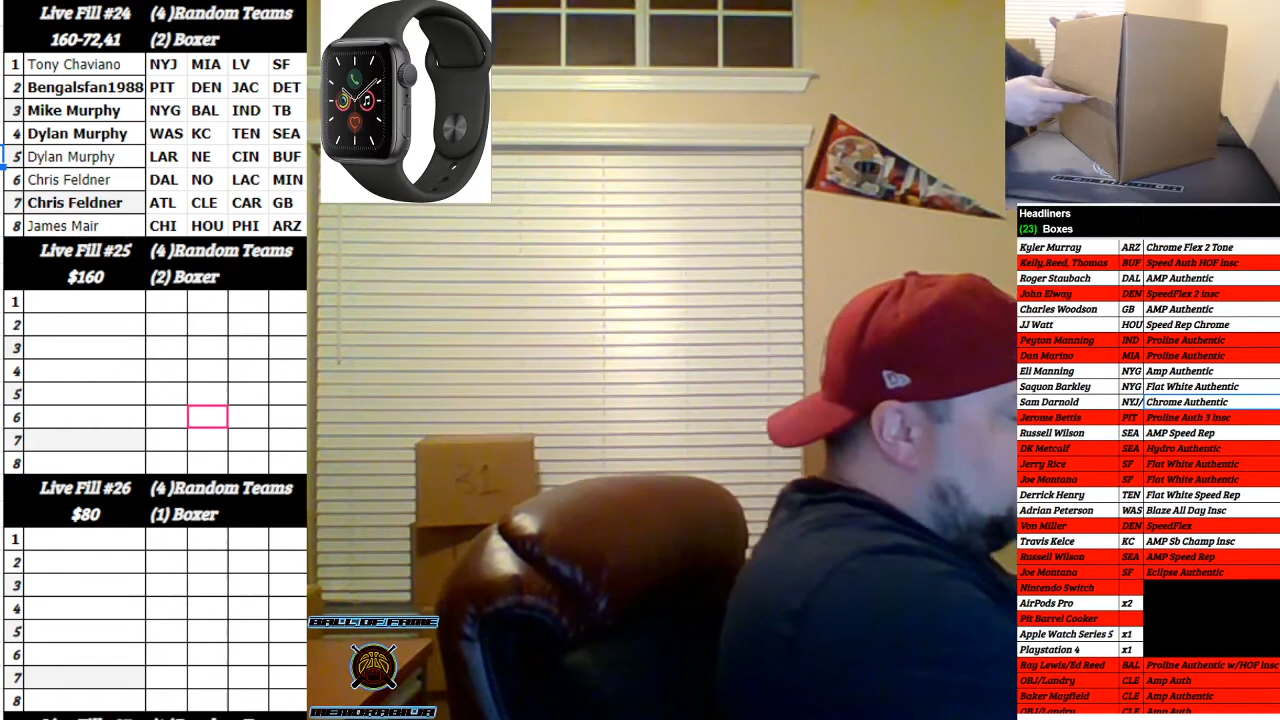 Live Fill #24 (4 )Random Teams
160-72,41 (2) Boxer
1 Tony Chaviano NYJ MIA LV SF
2 Bengalsfan1988 PIT DEN JAC DET
3 Mike Murphy NYG BAL IND TB
4 Dylan Murphy WAS KC TEN SEA
5 Dylan Murphy LAR NE CIN BUF
6 Chris Feldner DAL NO LAC MIN
7 Chris Feldner ATL CLE CAR GB
8 James Mair CHI HOU PHI ARZ
Live Fill #25 (4 )Random Teams
$160 (2) Boxer
1
2
3
4
5
6
7
8
Live Fill #26 (4 )Random Teams
$80 (1) Boxer
1
2
3
4
5
6
7
8
BALL OF FAME
MEMORABILIA
Headliners
(23) Boxes
Kyler Murray ARZ Chrome Flex 2 Tone
Kelly,Reed, Thomas BUF Speed Auth HOF insc
Roger Staubach DAL AMP Authentic
John Elway DEN SpeedFlex 2 insc
Charles Woodson GB AMP Authentic
JJ Watt HOU Speed Rep Chrome
Peyton Manning IND Proline Authentic
Dan Marino MIA Proline Authentic
Eli Manning NYG Amp Authentic
Saquon Barkley NYG Flat White Authentic
Sam Darnold NYJ/ Chrome Authentic
Jerome Bettis PIT Proline Auth 3 insc
Russell Wilson SEA AMP Speed Rep
DK Metcalf SEA Hydro Authentic
Jerry Rice SF Flat White Authentic
Joe Montana SF Flat White Authentic
Derrick Henry TEN Flat White Speed Rep
Adrian Peterson WAS Blaze All Day Insc
Von Miller DEN SpeedFlex
Travis Kelce KC AMP Sb Champ insc
Russell Wilson SEA AMP Speed Rep
Joe Montana SF Eclipse Authentic
Nintendo Switch
AirPods Pro x2
Pit Barrel Cooker
Apple Watch Series 5 x1
Playstation 4 x1
Ray Lewis/Ed Reed BAL Proline Authentic w/HOF insc
OBJ/Landry CLE Amp Auth
Baker Mayfield CLE Amp Authentic
OBJ/Landry CLE Amp Auth